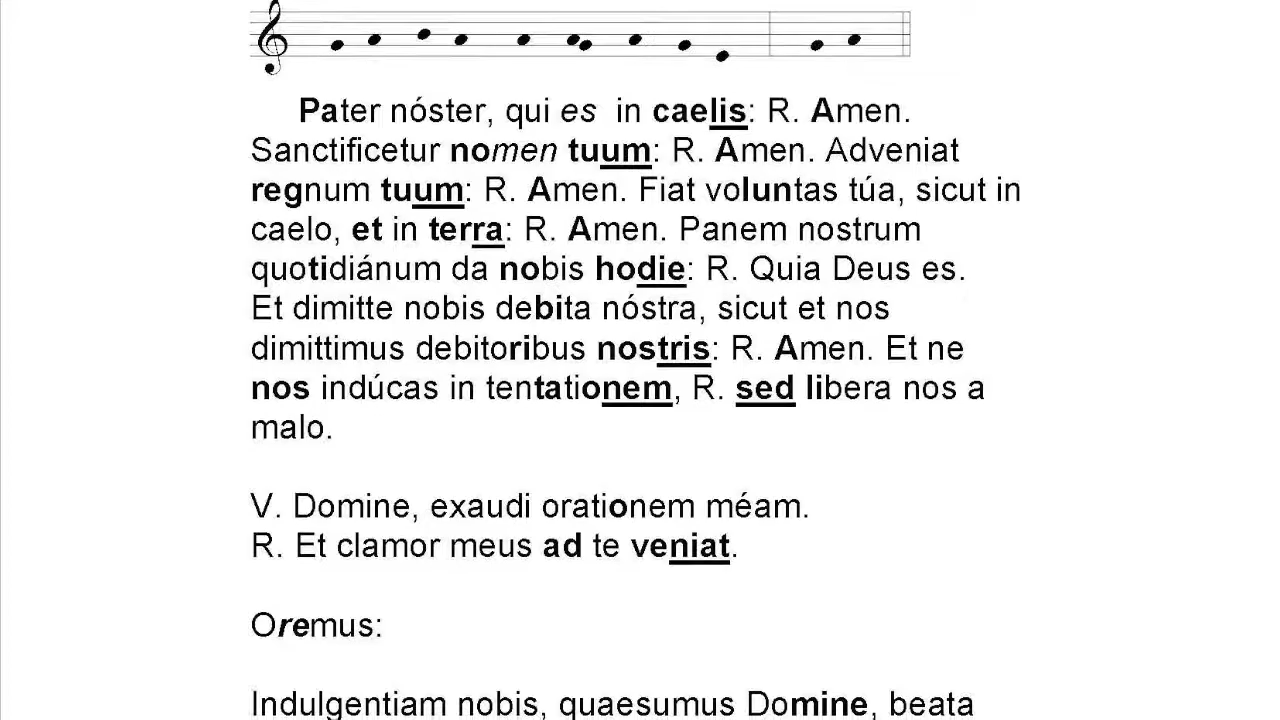 Pater nóster, qui es in caelis: R. Amen.
Sanctificetur nomen tuum: R. Amen. Adveniat
regnum tuum: R. Amen. Fiat voluntas túa, sicut in
caelo, et in terra: R. Amen. Panem nostrum
quotidiánum da nobis hodie: R. Quia Deus es.
Et dimitte nobis debita nóstra, sicut et nos
dimittimus debitoribus nostris: R. Amen. Et ne
nos indúcas in tentationem, R. sed libera nos a
malo.
V. Domine, exaudi orationem méam.
R. Et clamor meus ad te veniat.
Oremus:
Indulgentiam nobis, quaesumus Domine, beata